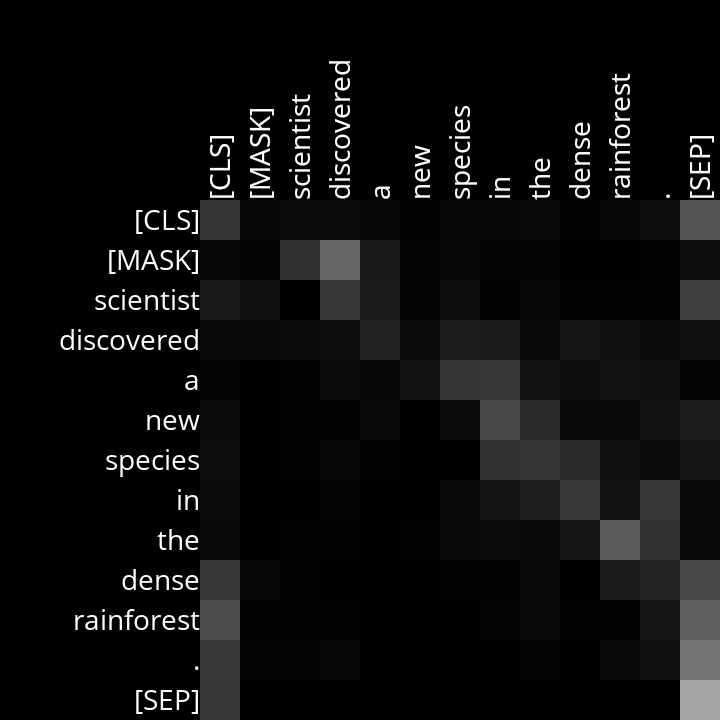 [CLS]
[MASK]
scientist
discovered
a
new
species
in
the
dense
rainforest
.
[SEP]
[CLS]
[MASK]
scientist
discovered
a
new
species
in
the
dense
rainforest
.
[SEP]